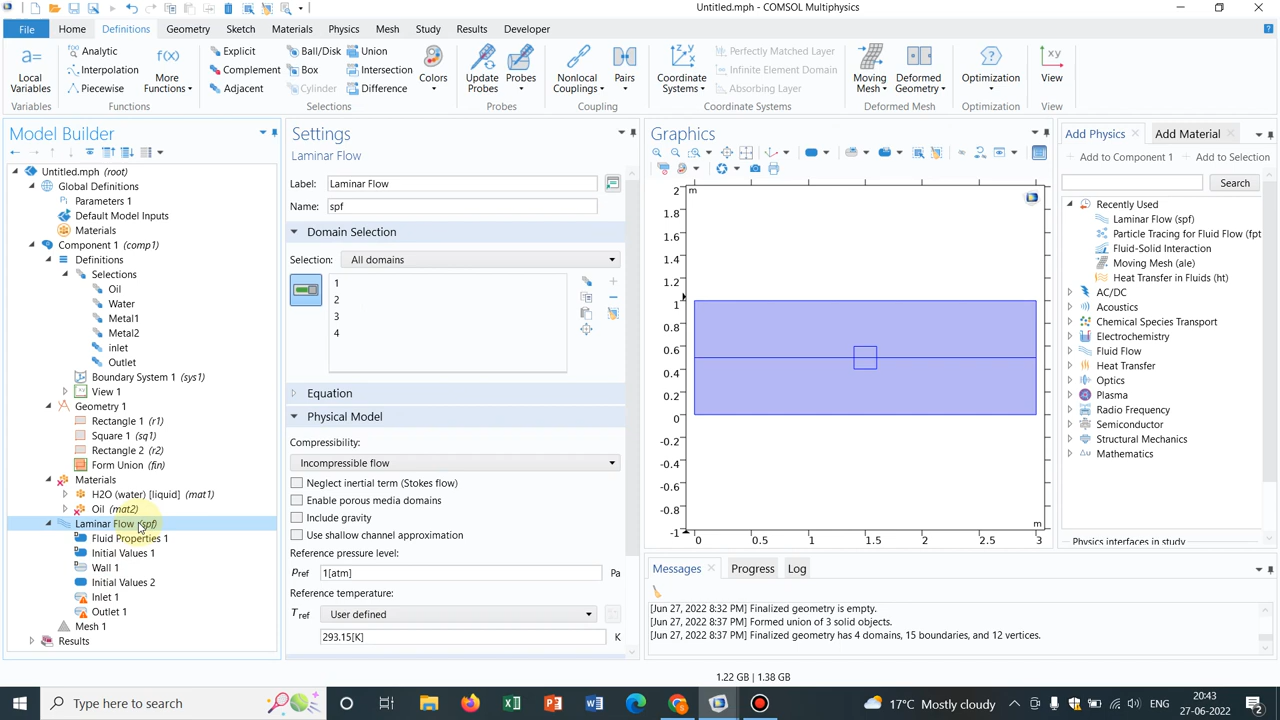 Untitled.mph - COMSOL Multiphysics
File Home Definitions Geometry Sketch Materials Physics Mesh Study Results Developer
a= Local Variables
Analytic
Interpolation
Piecewise
f(x) More Functions
Explicit
Complement
Adjacent
Ball/Disk
Box
Cylinder
Union
Intersection
Difference
Colors
Update Probes
Probes
Nonlocal Couplings
Pairs
Coordinate Systems
Perfectly Matched Layer
Infinite Element Domain
Absorbing Layer
Moving Mesh
Deformed Geometry
Optimization
View
Variables Functions Selections Probes Coupling Coordinate Systems Deformed Mesh Optimization View
Model Builder
Untitled.mph (root)
Global Definitions
Parameters 1
Default Model Inputs
Materials
Component 1 (comp1)
Definitions
Selections
Oil
Water
Metal1
Metal2
inlet
Outlet
Boundary System 1 (sys1)
View 1
Geometry 1
Rectangle 1 (r1)
Square 1 (sq1)
Rectangle 2 (r2)
Form Union (fin)
Materials
H2O (water) [liquid] (mat1)
Oil (mat2)
Laminar Flow (spf)
Fluid Properties 1
Initial Values 1
Wall 1
Initial Values 2
Inlet 1
Outlet 1
Mesh 1
Results
Settings
Laminar Flow
Label: Laminar Flow
Name: spf
Domain Selection
Selection: All domains
1
2
3
4
Equation
Physical Model
Compressibility:
Incompressible flow
Neglect inertial term (Stokes flow)
Enable porous media domains
Include gravity
Use shallow channel approximation
Reference pressure level:
pref 1[atm] Pa
Reference temperature:
Tref User defined
293.15[K] K
Graphics
m
2
1.8
1.6
1.4
1.2
1
0.8
0.6
0.4
0.2
0
-0.2
-0.4
-0.6
-0.8
-1
m
0 0.5 1 1.5 2 2.5 3
Messages Progress Log
[Jun 27, 2022 8:32 PM] Finalized geometry is empty.
[Jun 27, 2022 8:37 PM] Formed union of 3 solid objects.
[Jun 27, 2022 8:37 PM] Finalized geometry has 4 domains, 15 boundaries, and 12 vertices.
Add Physics Add Material
Add to Component 1 Add to Selection
Search
Recently Used
Laminar Flow (spf)
Particle Tracing for Fluid Flow (fpt
Fluid-Solid Interaction
Moving Mesh (ale)
Heat Transfer in Fluids (ht)
AC/DC
Acoustics
Chemical Species Transport
Electrochemistry
Fluid Flow
Heat Transfer
Optics
Plasma
Radio Frequency
Semiconductor
Structural Mechanics
Mathematics
Physics interfaces in study
1.22 GB | 1.38 GB
Type here to search
17°C Mostly cloudy
ENG
20:43
27-06-2022
2